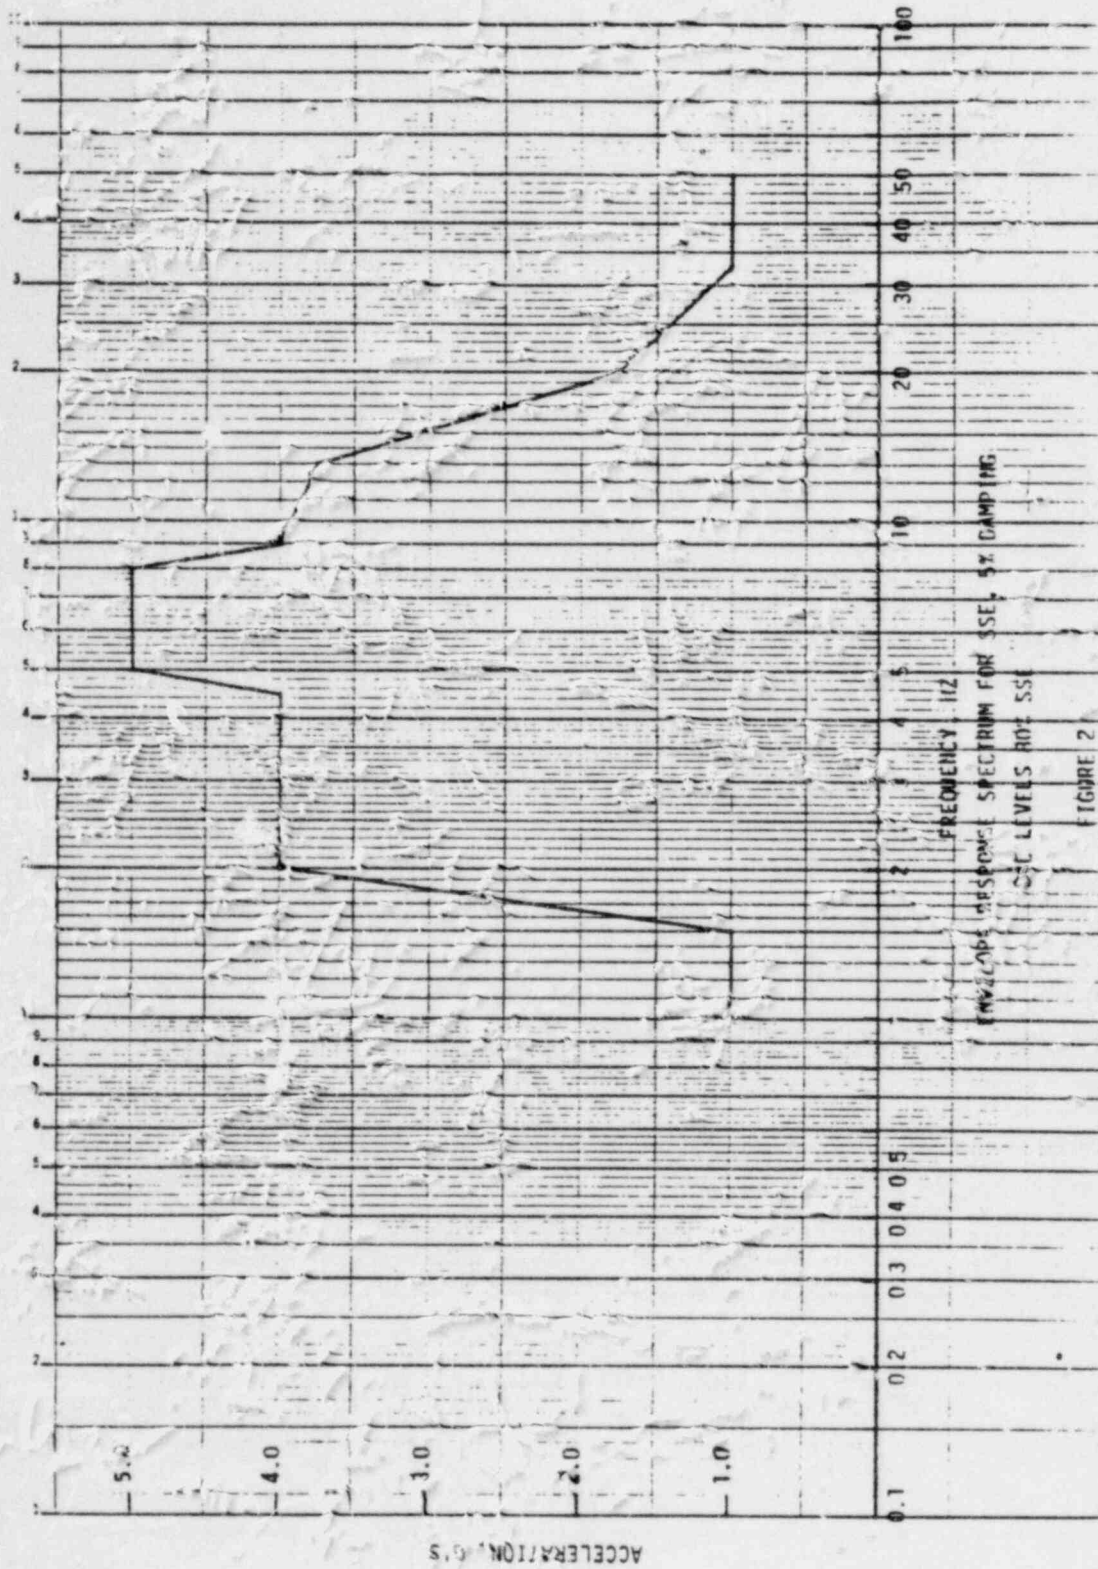 ACCELERATION, G'S
5.0
4.0
3.0
2.0
1.0
0.1 0.2 0.3 0.4 0.5 1 2 3 4 5 10 20 30 40 50 100
FREQUENCY, HZ
ENVELOPE RESPONSE SPECTRUM FOR SSE, 5% DAMPING
LEVELS 80% SSE
FIGURE 2